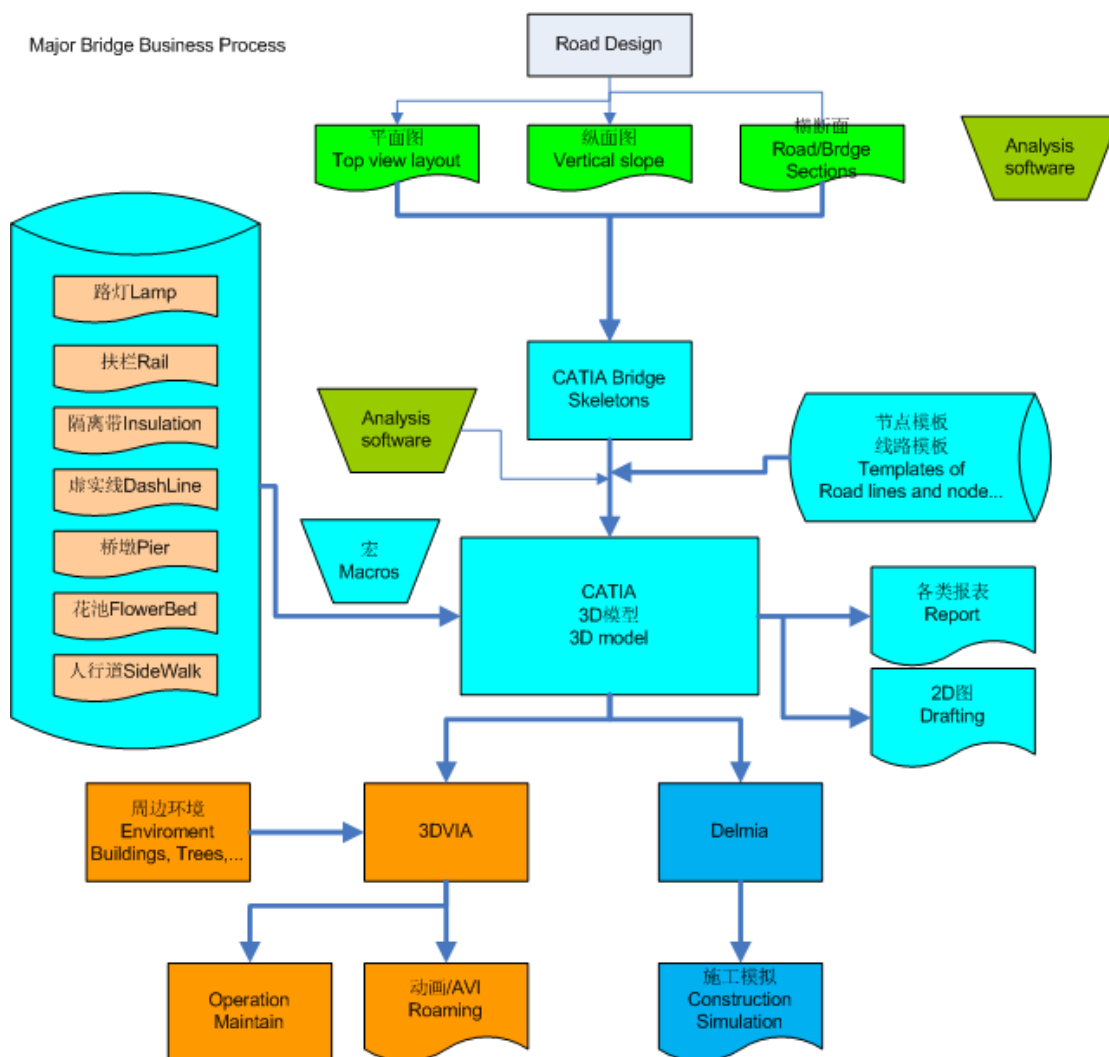 Major Bridge Business Process
Road Design
平面图
Top view layout
纵面图
Vertical slope
横断面
Road/Brdge
Sections
Analysis
software
路灯Lamp
扶栏Rail
隔离带Insulation
虚实线DashLine
桥墩Pier
花池FlowerBed
人行道SideWalk
CATIA Bridge
Skeletons
Analysis
software
节点模板
线路模板
Templates of
Road lines and node...
宏
Macros
CATIA
3D模型
3D model
各类报表
Report
2D图
Drafting
周边环境
Enviroment
Buildings, Trees,...
3DVIA
Delmia
Operation
Maintain
动画/AVI
Roaming
施工模拟
Construction
Simulation